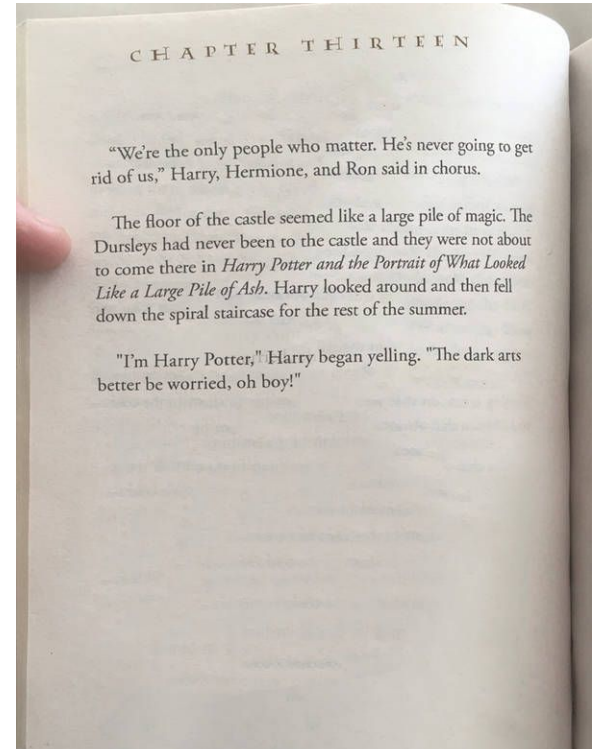 CHAPTER THIRTEEN
“We’re the only people who matter. He’s never going to get
rid of us,” Harry, Hermione, and Ron said in chorus.
The floor of the castle seemed like a large pile of magic. The
Dursleys had never been to the castle and they were not about
to come there in Harry Potter and the Portrait of What Looked
Like a Large Pile of Ash. Harry looked around and then fell
down the spiral staircase for the rest of the summer.
"I'm Harry Potter," Harry began yelling. "The dark arts
better be worried, oh boy!"